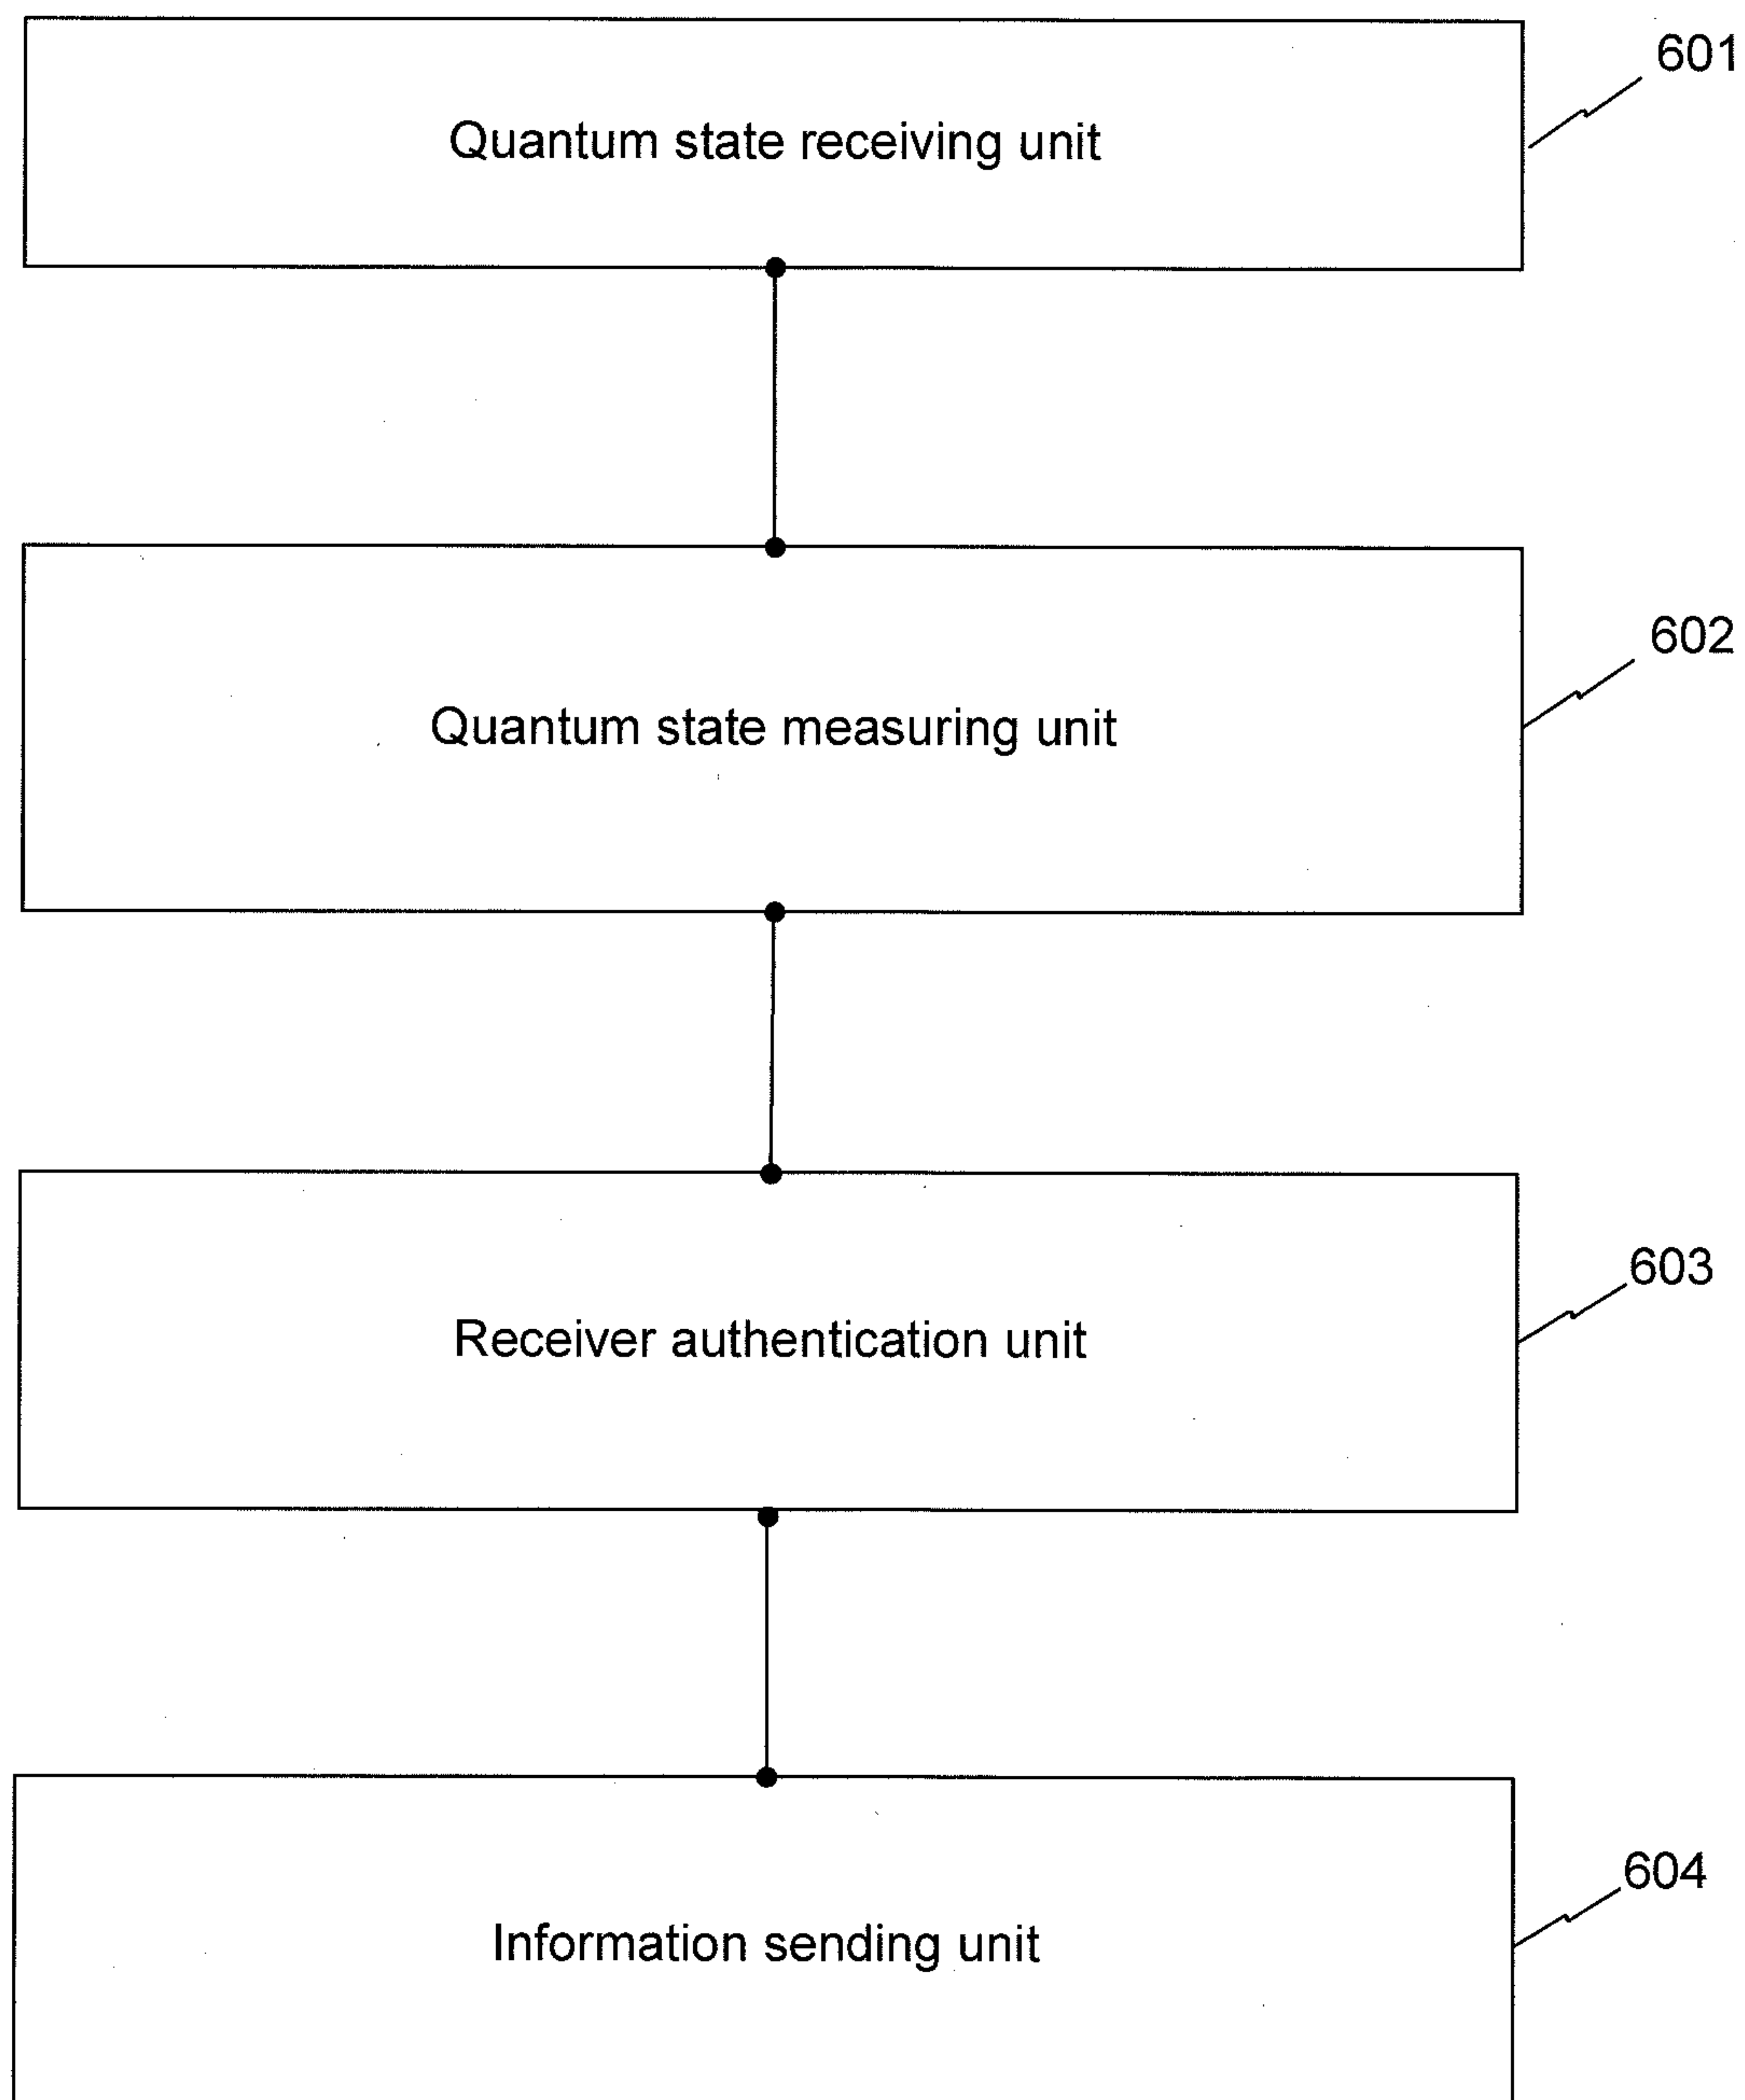 601
Quantum state receiving unit
602
Quantum state measuring unit
603
Receiver authentication unit
604
Information sending unit